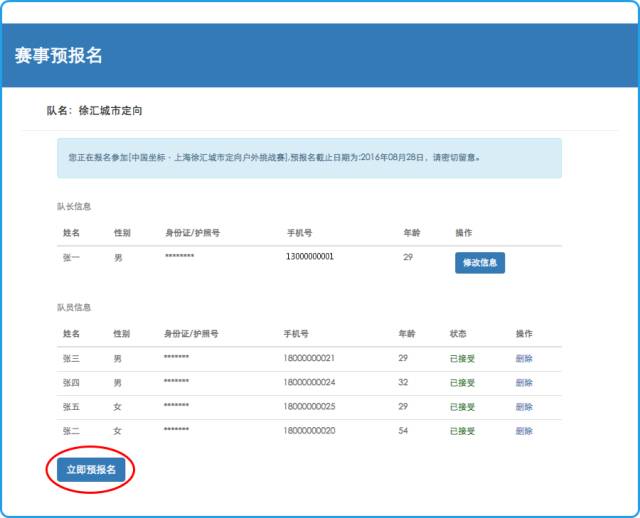 赛事预报名
队名：徐汇城市定向
您正在报名参加[中国坐标 - 上海徐汇城市定向户外挑战赛],预报名截止日期为:2016年08月28日，请密切留意。
队长信息
姓名 性别 身份证/护照号 手机号 年龄 操作
张一 男 ******** 13000000001 29 修改信息
队员信息
姓名 性别 身份证/护照号 手机号 年龄 状态 操作
张三 男 ******* 18000000021 29 已接受 删除
张四 男 ******* 18000000024 32 已接受 删除
张五 女 ******* 18000000025 29 已接受 删除
张二 女 ******* 18000000020 54 已接受 删除
立即预报名